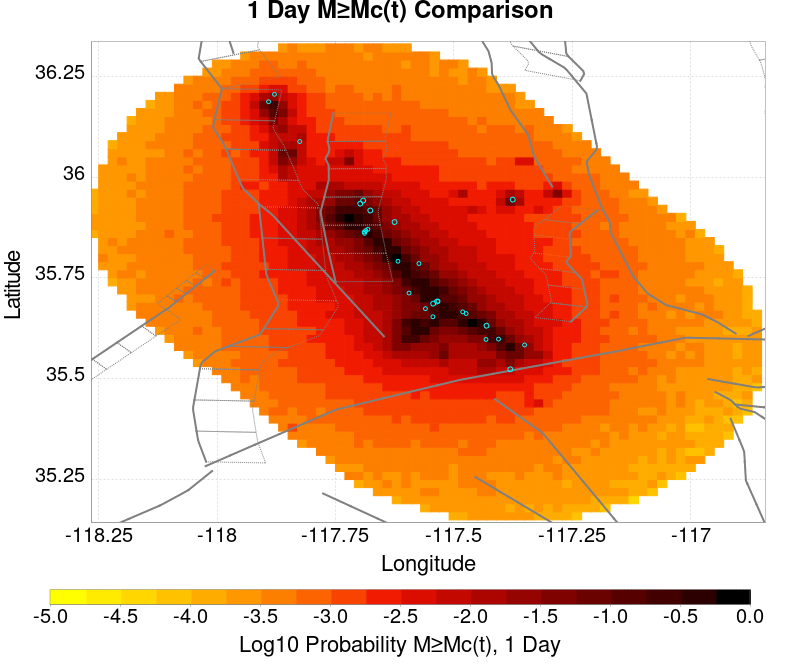 1 Day M≥Mc(t) Comparison
36.25
36
35.75
35.5
35.25
Latitude
-118.25 -118 -117.75 -117.5 -117.25 -117
Longitude
-5.0 -4.5 -4.0 -3.5 -3.0 -2.5 -2.0 -1.5 -1.0 -0.5 0.0
Log10 Probability M≥Mc(t), 1 Day